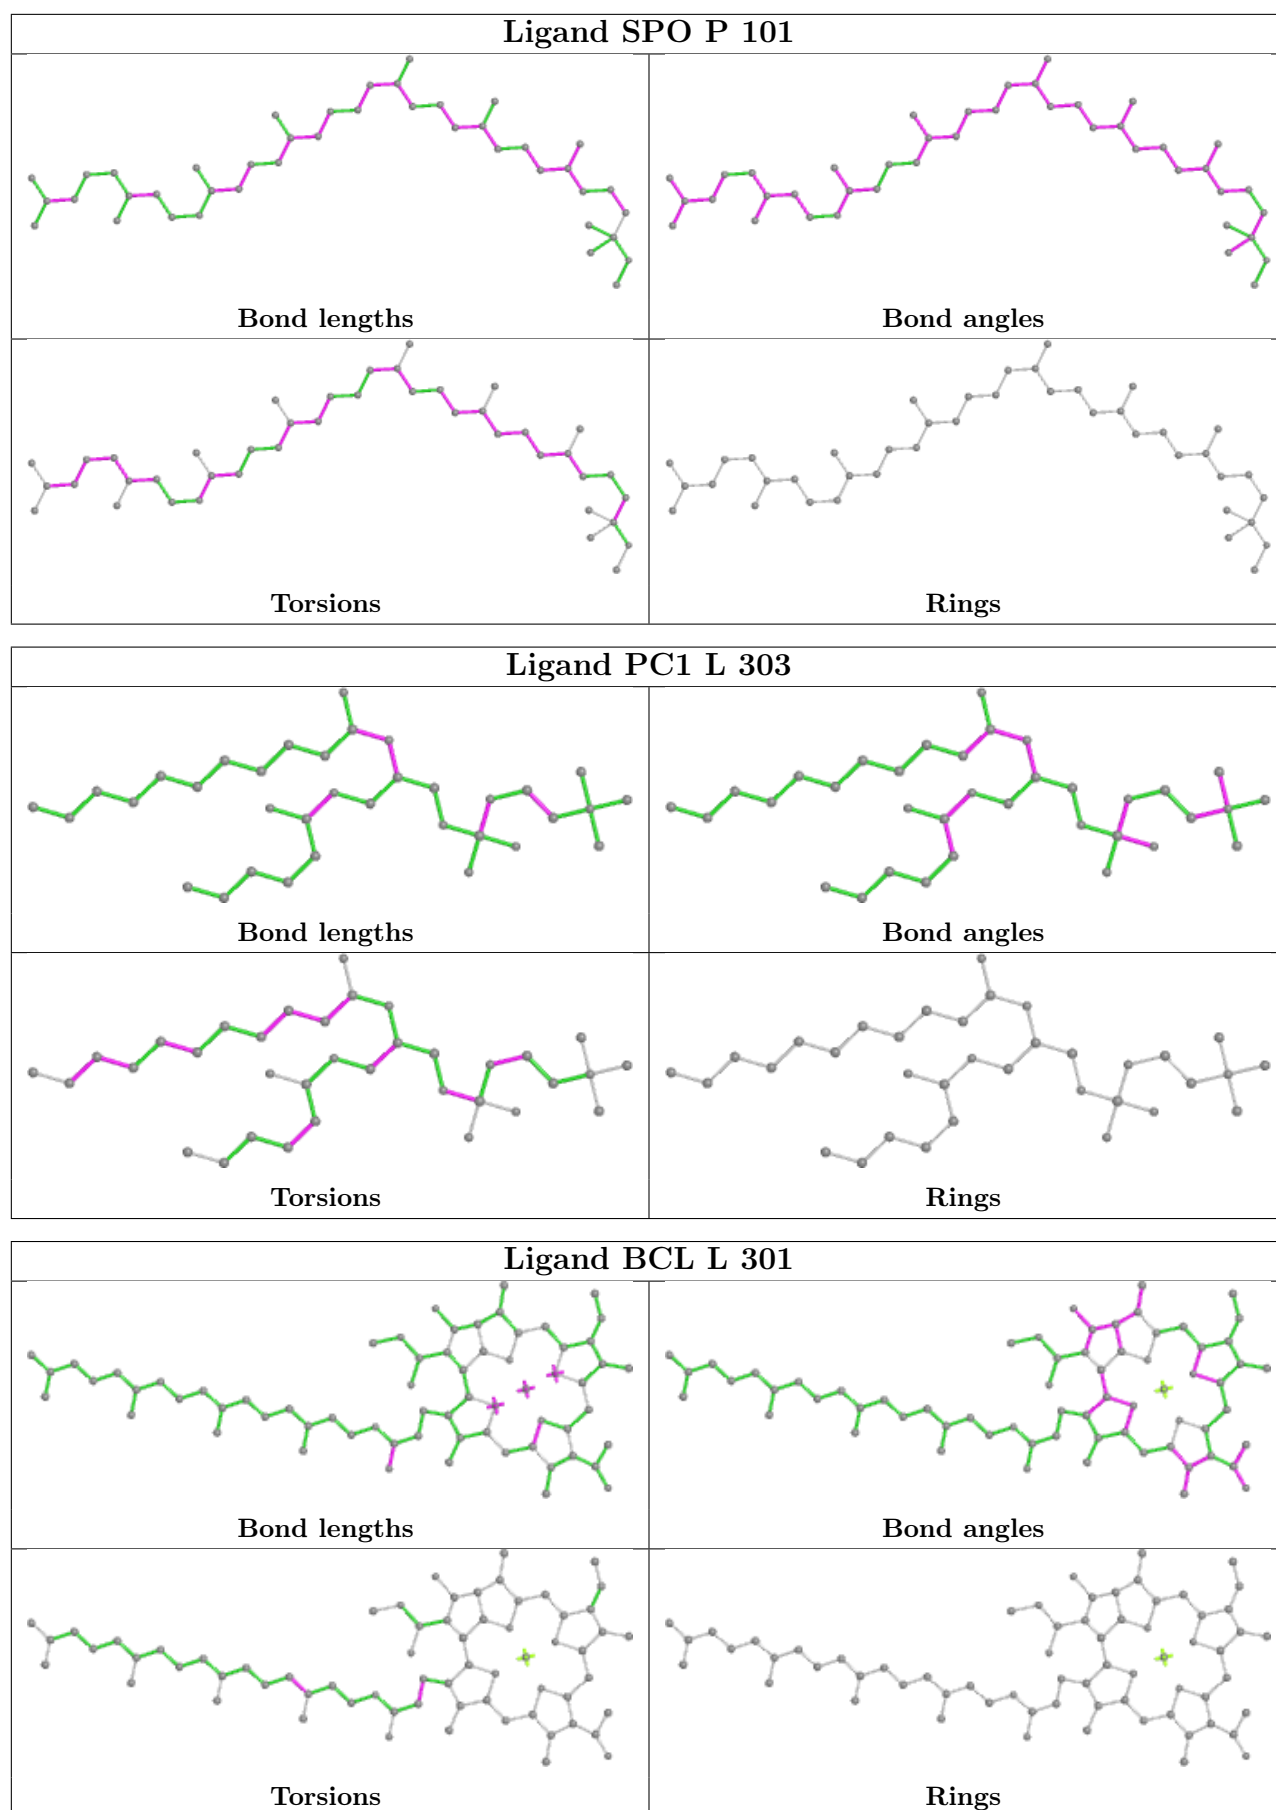 Ligand SPO P 101
Bond lengths Bond angles
Torsions Rings
Ligand PC1 L 303
Bond lengths Bond angles
Torsions Rings
Ligand BCL L 301
Bond lengths Bond angles
Torsions Rings